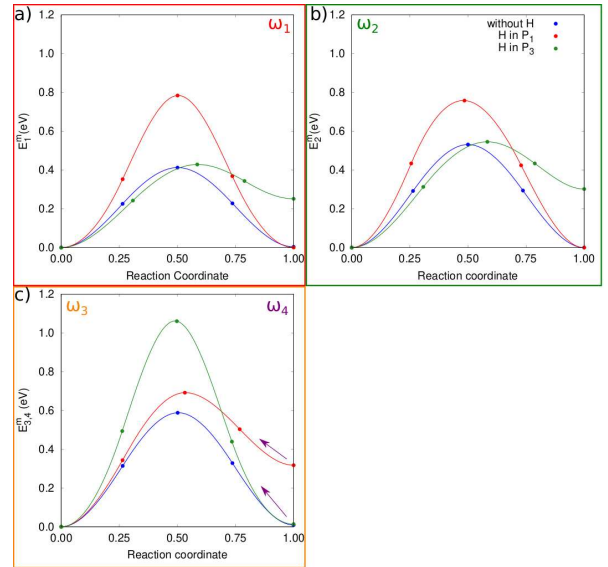 a)
ω1
1.2
1.0
0.8
0.6
0.4
0.2
0.0
E1m (eV)
0.00 0.25 0.50 0.75 1.00
Reaction Coordinate
b)
ω2
without H
H in P1
H in P3
1.2
1.0
0.8
0.6
0.4
0.2
0.0
E2m(eV)
0.00 0.25 0.50 0.75 1.00
Reaction coordinate
c)
ω3 ω4
1.2
1.0
0.8
0.6
0.4
0.2
0.0
E3,4m (eV)
0.00 0.25 0.50 0.75 1.00
Reaction coordinate